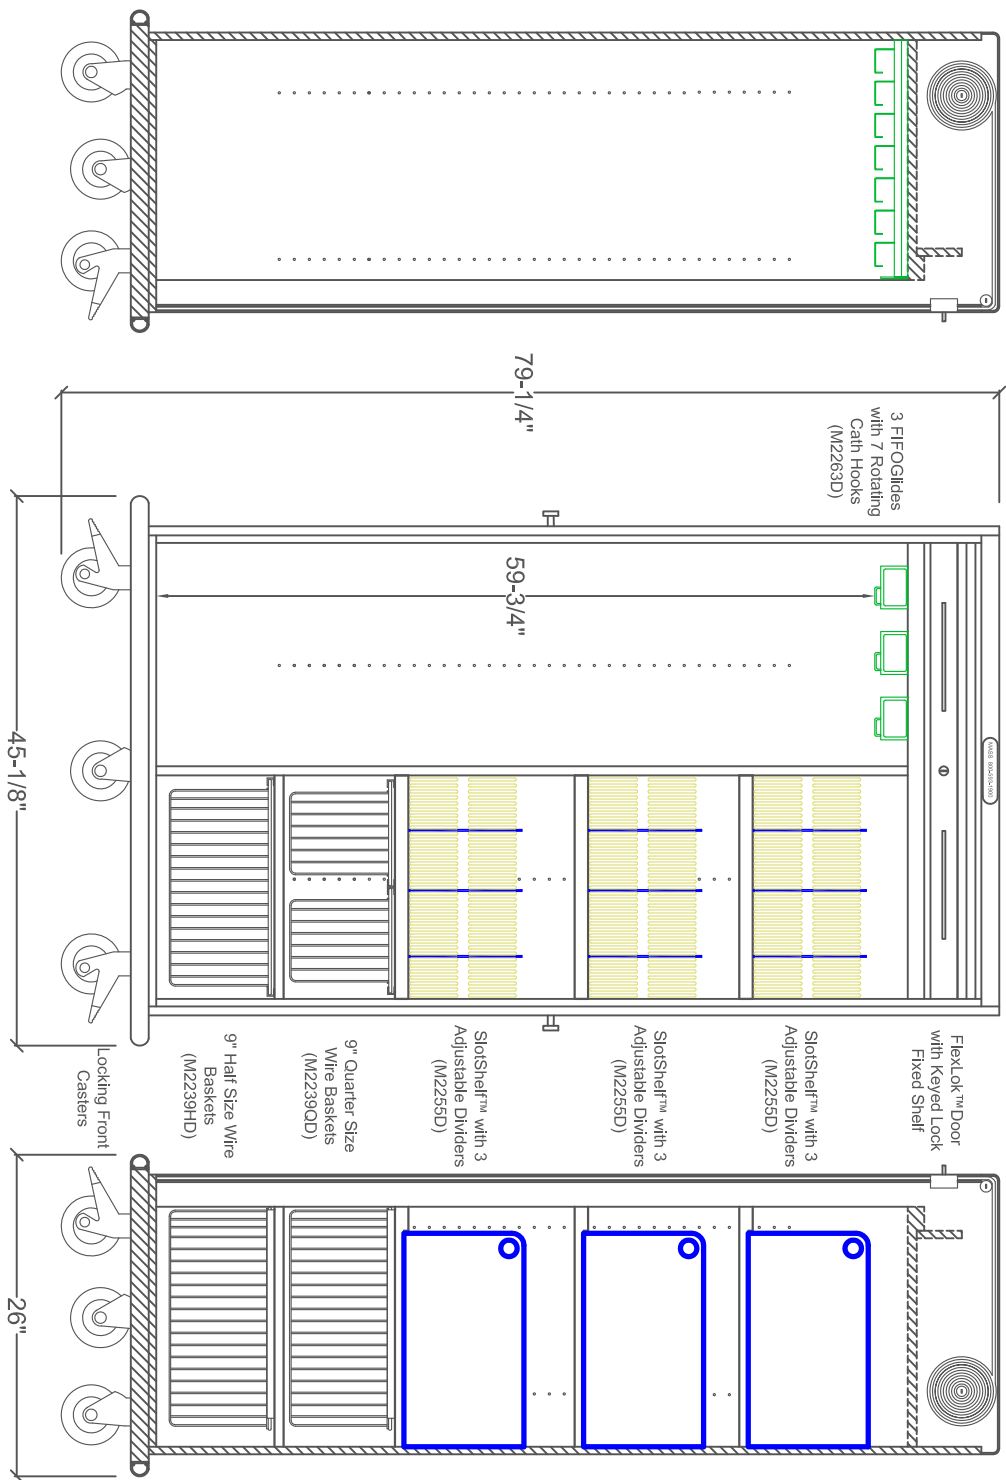 3 FIFOGlides
with 7 Rotating
Cath Hooks
(M2263D)
79-1/4"
59-3/4"
45-1/8"
FlexLok™Door
with Keyed Lock
Fixed Shelf
SlotShelf™ with 3
Adjustable Dividers
(M2255D)
SlotShelf™ with 3
Adjustable Dividers
(M2255D)
SlotShelf™ with 3
Adjustable Dividers
(M2255D)
9" Quarter Size
Wire Baskets
(M2239QD)
9" Half Size Wire
Baskets
(M2239HD)
Locking Front
Casters
26"